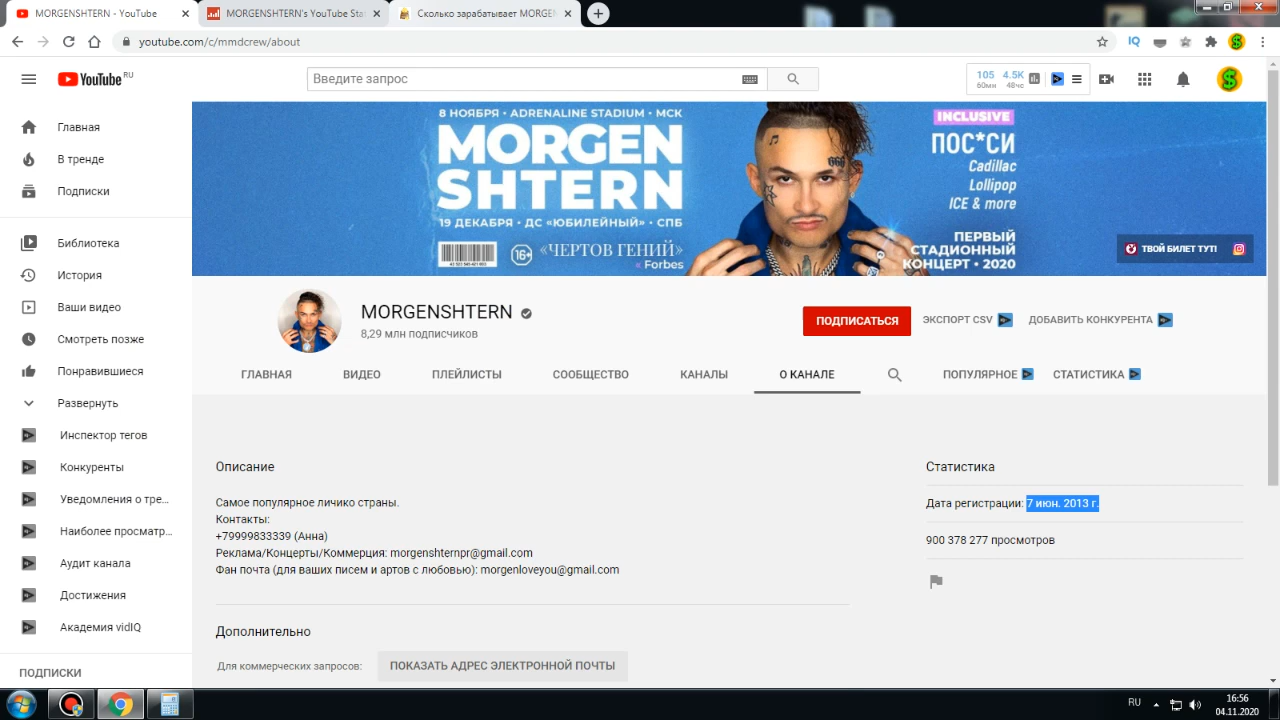 MORGENSHTERN - YouTube
MORGENSHTERN's YouTube Sta
Сколько зарабатывает MORGEN
youtube.com/c/mmdcrew/about
IQ
YouTube RU
Введите запрос
105 4.5K
60мн 48чс
Главная
В тренде
Подписки
Библиотека
История
Ваши видео
Смотреть позже
Понравившиеся
Развернуть
Инспектор тегов
Конкуренты
Уведомления о тре...
Наиболее просматр...
Аудит канала
Достижения
Академия vidIQ
ПОДПИСКИ
8 НОЯБРЯ • ADRENALINE STADIUM • МСК
MORGEN
SHTERN
19 ДЕКАБРЯ • ДС «ЮБИЛЕЙНЫЙ» • СПБ
16+
«ЧЕРТОВ ГЕНИЙ»
Forbes
666
INCLUSIVE
ПОС*СИ
Cadillac
Lollipop
ICE & more
ПЕРВЫЙ
СТАДИОННЫЙ
КОНЦЕРТ • 2020
ТВОЙ БИЛЕТ ТУТ!
MORGENSHTERN
8,29 млн подписчиков
ПОДПИСАТЬСЯ
ЭКСПОРТ CSV
ДОБАВИТЬ КОНКУРЕНТА
ГЛАВНАЯ ВИДЕО ПЛЕЙЛИСТЫ СООБЩЕСТВО КАНАЛЫ О КАНАЛЕ ПОПУЛЯРНОЕ СТАТИСТИКА
Описание
Самое популярное личико страны.
Контакты:
+79999833339 (Анна)
Реклама/Концерты/Коммерция: morgenshternpr@gmail.com
Фан почта (для ваших писем и артов с любовью): morgenloveyou@gmail.com
Дополнительно
Для коммерческих запросов:
ПОКАЗАТЬ АДРЕС ЭЛЕКТРОННОЙ ПОЧТЫ
Статистика
Дата регистрации: 7 июн. 2013 г.
900 378 277 просмотров
RU
16:56
04.11.2020